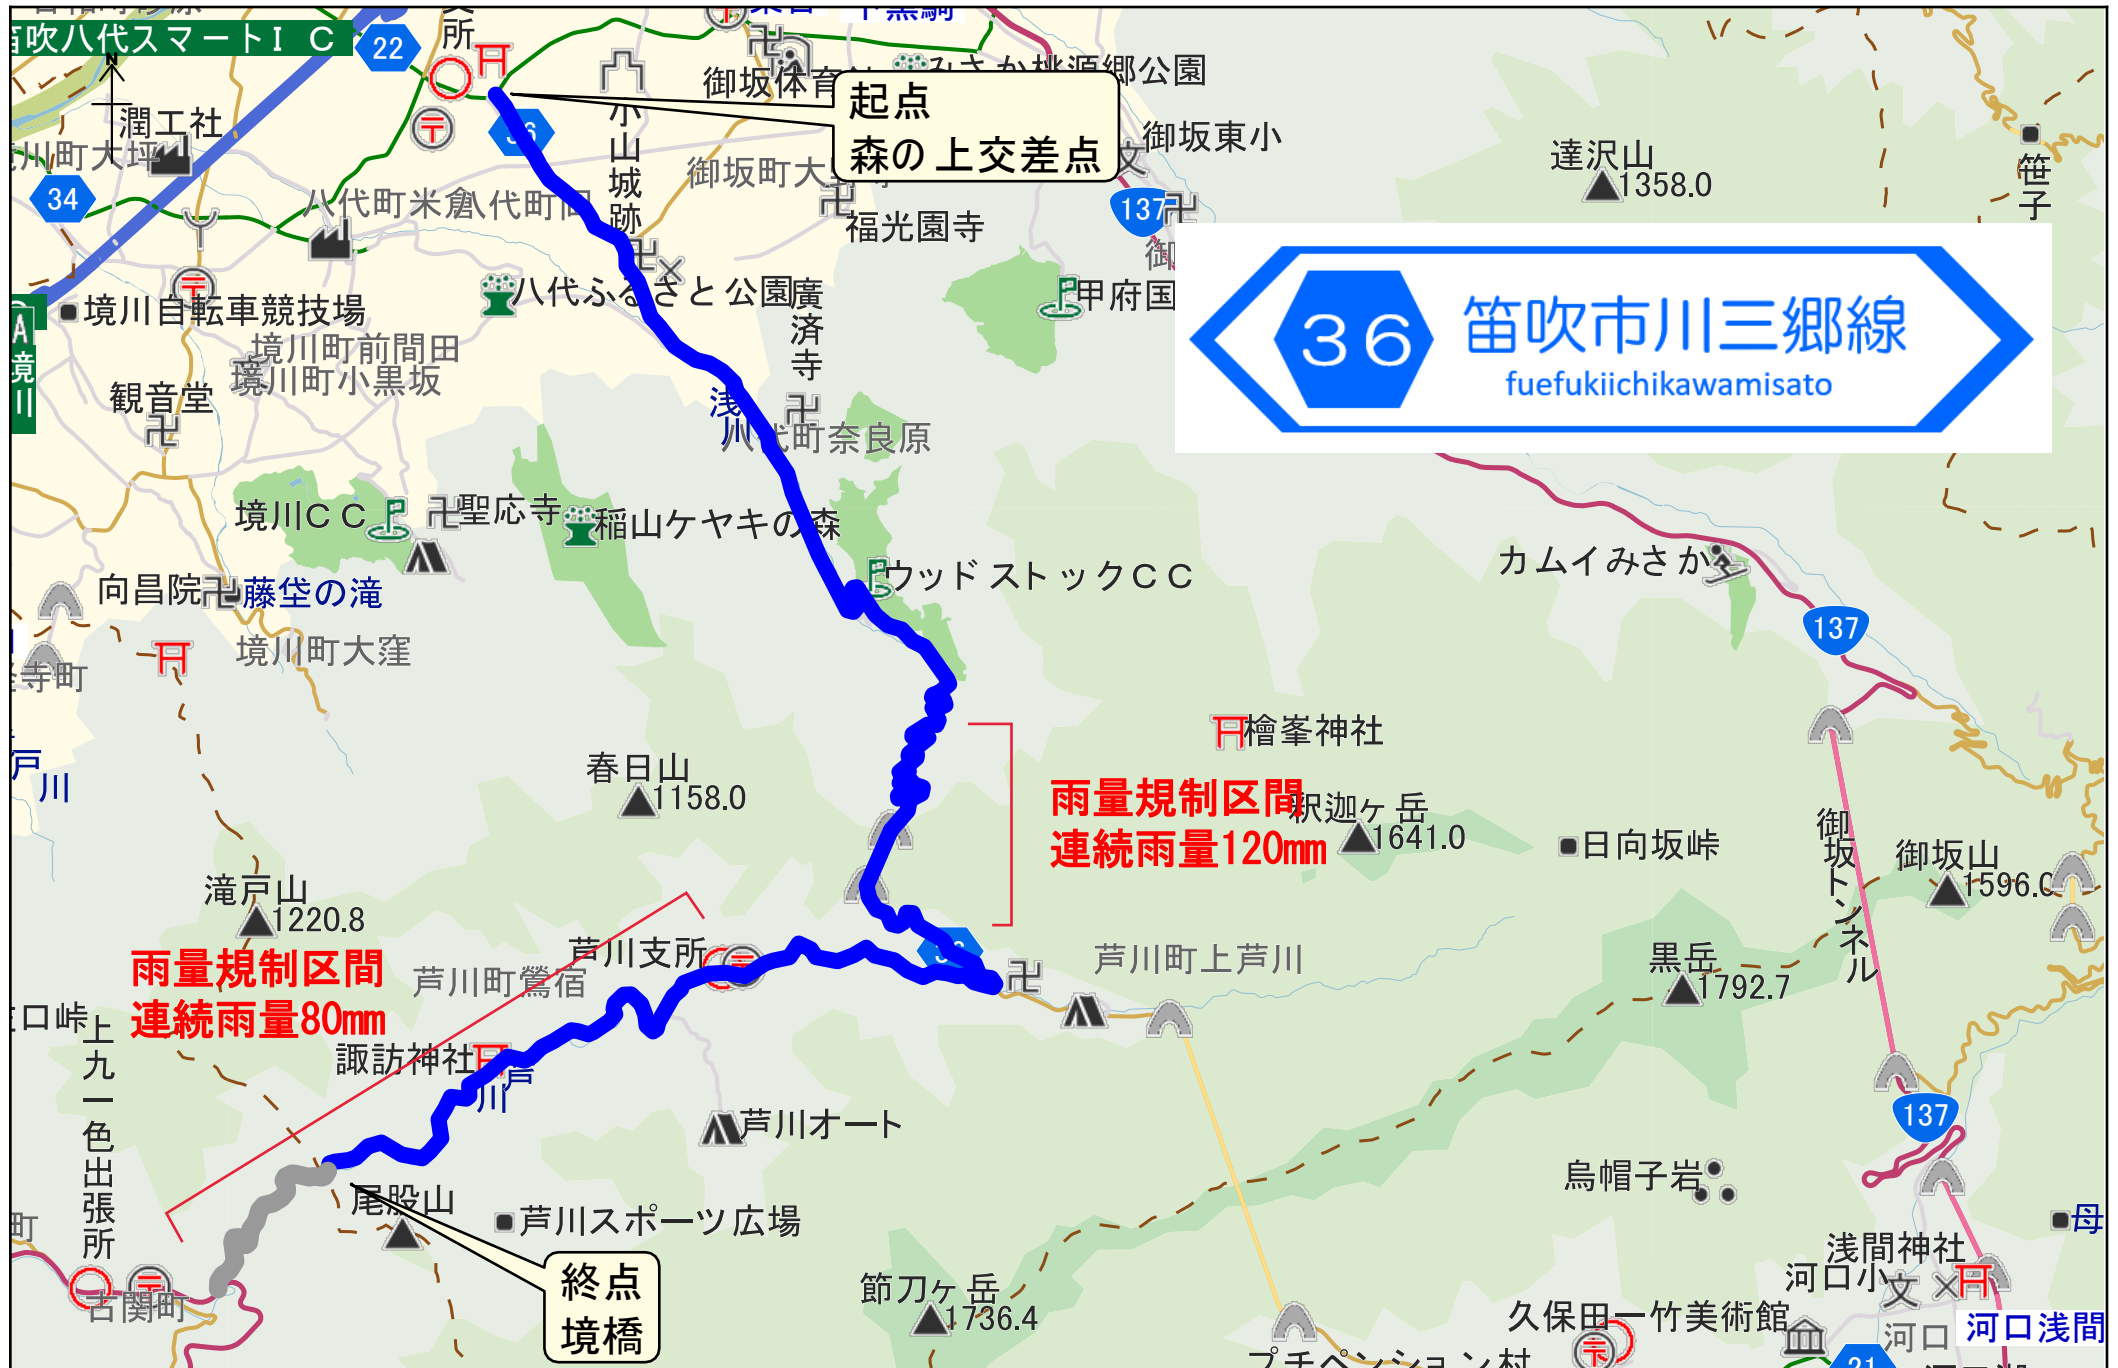 笛吹八代スマートIC
22
N
潤工社
34
36
小山城跡
起点
森の上交差点
みさか桃源郷公園
御坂東小
137
達沢山
1358.0
笹子
八代町米倉
福光園寺
36 笛吹市川三郷線
fuefukiichikawamisato
境川自転車競技場
八代ふるさと公園
廣済寺
境川町前間田
境川町小黒坂
観音堂
浅川
八代町奈良原
境川CC
聖応寺
稲山ケヤキの森
ウッドストックCC
カムイみさか
向昌院
藤垈の滝
境川町大窪
137
檜峯神社
春日山
1158.0
雨量規制区間
連続雨量120mm
釈迦ヶ岳
1641.0
日向坂峠
御坂トンネル
御坂山
1596.0
滝戸山
1220.8
雨量規制区間
連続雨量80mm
芦川支所
芦川町鶯宿
芦川町上芦川
黒岳
1792.7
上九一色出張所
諏訪神社
芦川
芦川オート
137
烏帽子岩
尾股山
芦川スポーツ広場
終点
境橋
古関町
節刀ヶ岳
1736.4
浅間神社
河口小
久保田一竹美術館
河口
河口浅間
プチペンション村
21